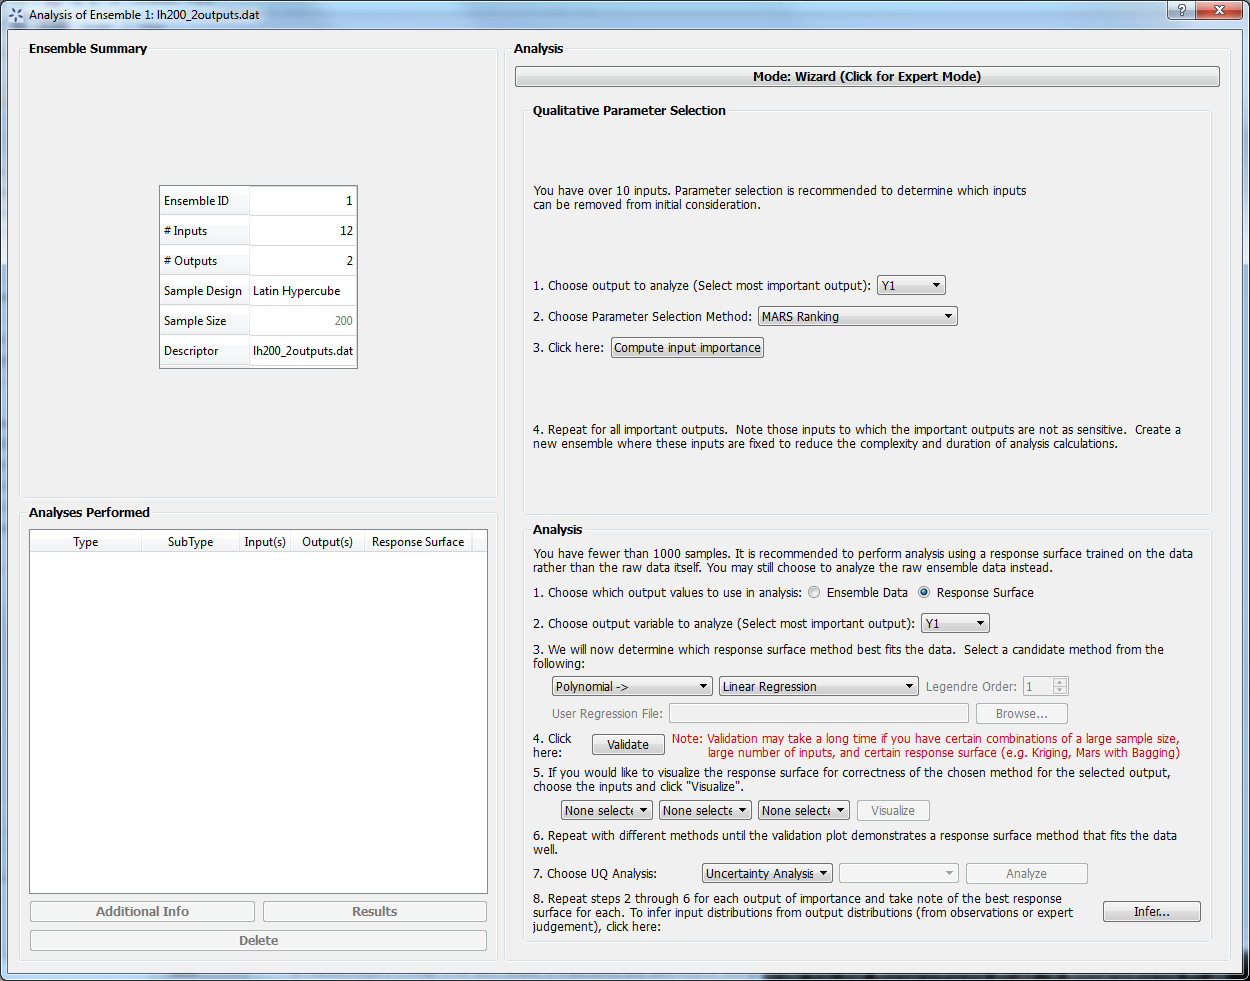 Analysis of Ensemble 1: lh200_2outputs.dat
Ensemble Summary
Ensemble ID 1
# Inputs 12
# Outputs 2
Sample Design Latin Hypercube
Sample Size 200
Descriptor lh200_2outputs.dat
Analyses Performed
Type SubType Input(s) Output(s) Response Surface
Additional Info Results
Delete
Analysis
Mode: Wizard (Click for Expert Mode)
Qualitative Parameter Selection
You have over 10 inputs. Parameter selection is recommended to determine which inputs
can be removed from initial consideration.
1. Choose output to analyze (Select most important output): Y1
2. Choose Parameter Selection Method: MARS Ranking
3. Click here: Compute input importance
4. Repeat for all important outputs.  Note those inputs to which the important outputs are not as sensitive.  Create a
new ensemble where these inputs are fixed to reduce the complexity and duration of analysis calculations.
Analysis
You have fewer than 1000 samples. It is recommended to perform analysis using a response surface trained on the data
rather than the raw data itself. You may still choose to analyze the raw ensemble data instead.
1. Choose which output values to use in analysis: Ensemble Data Response Surface
2. Choose output variable to analyze (Select most important output): Y1
3. We will now determine which response surface method best fits the data.  Select a candidate method from the
following:
Polynomial -> Linear Regression Legendre Order: 1
User Regression File: Browse...
4. Click
here:
Validate
Note: Validation may take a long time if you have certain combinations of a large sample size,
large number of inputs, and certain response surface (e.g. Kriging, Mars with Bagging)
5. If you would like to visualize the response surface for correctness of the chosen method for the selected output,
choose the inputs and click "Visualize".
None selecte None selecte None selecte Visualize
6. Repeat with different methods until the validation plot demonstrates a response surface method that fits the data
well.
7. Choose UQ Analysis: Uncertainty Analysis Analyze
8. Repeat steps 2 through 6 for each output of importance and take note of the best response
surface for each. To infer input distributions from output distributions (from observations or expert
judgement), click here:
Infer...